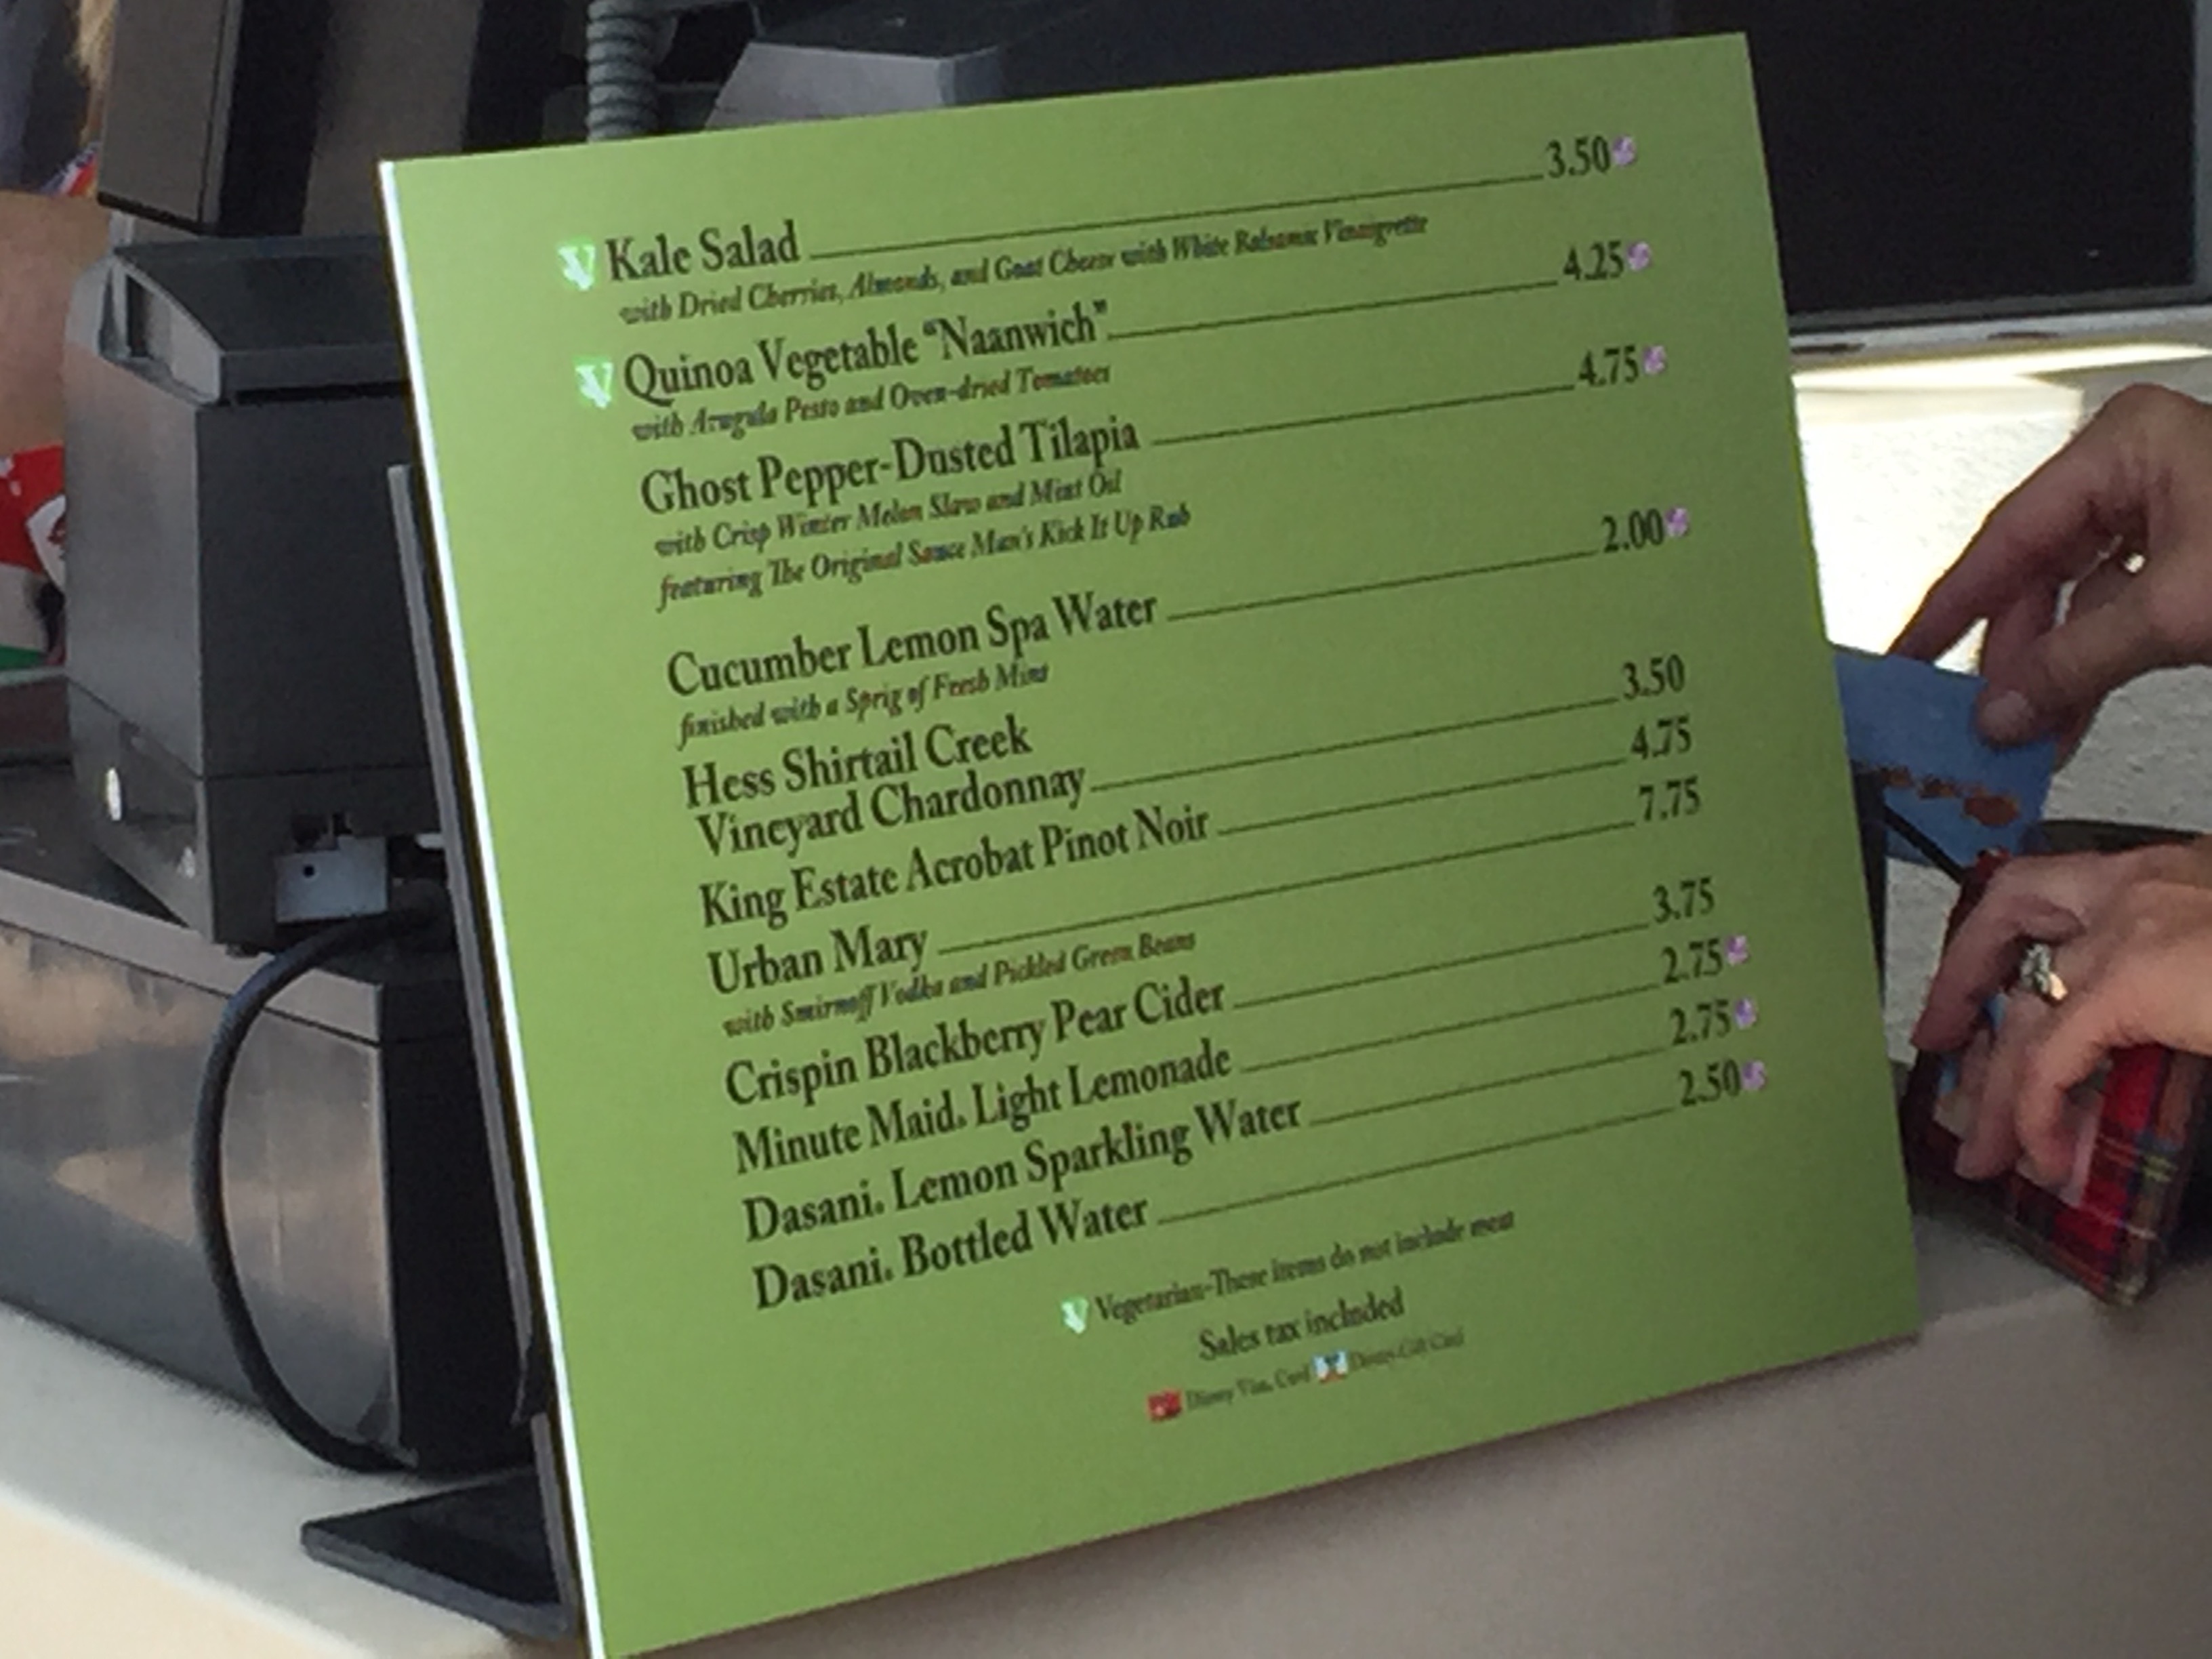 Kale Salad 3.50
with Dried Cherries, Almonds, and Goat Cheese with White Balsamic Vinaigrette
Quinoa Vegetable “Naanwich” 4.25
with Arugula Pesto and Oven-dried Tomatoes
Ghost Pepper-Dusted Tilapia 4.75
with Crisp Winter Melon Slaw and Mint Oil
featuring The Original Sauce Man's Kick It Up Rub
Cucumber Lemon Spa Water 2.00
finished with a Sprig of Fresh Mint
Hess Shirtail Creek
Vineyard Chardonnay 3.50
King Estate Acrobat Pinot Noir 4.75
Urban Mary 7.75
with Smirnoff Vodka and Pickled Green Beans
Crispin Blackberry Pear Cider 3.75
Minute Maid® Light Lemonade 2.75
Dasani® Lemon Sparkling Water 2.75
Dasani® Bottled Water 2.50
V Vegetarian-These items do not include meat
Sales tax included
Disney Visa® Card Disney Gift Card